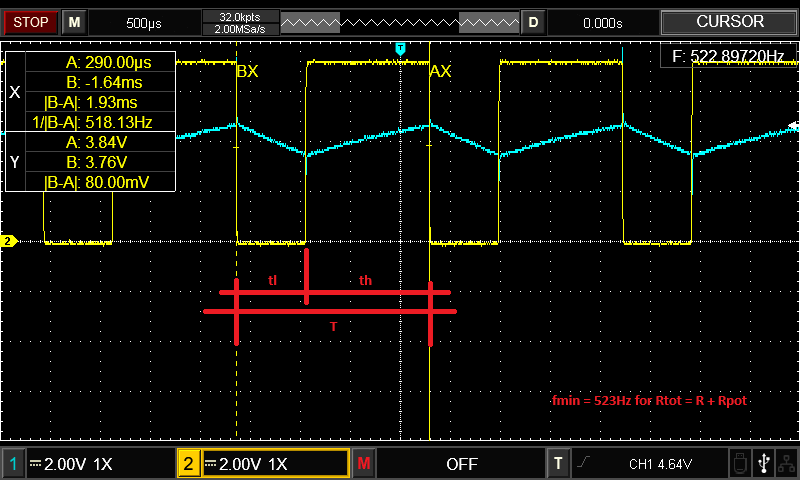 STOP M 500µs 32.0kpts D 0.000s CURSOR
2.00MSa/s
T
F: 522.89720Hz
X
A: 290.00µs
B: -1.64ms
|B-A|: 1.93ms
1/|B-A|: 518.13Hz
Y
A: 3.84V
B: 3.76V
|B-A|: 80.00mV
BX
AX
2
tl th
T
fmin = 523Hz for Rtot = R + Rpot
1 2.00V 1X 2 2.00V 1X M OFF T CH1 4.64V